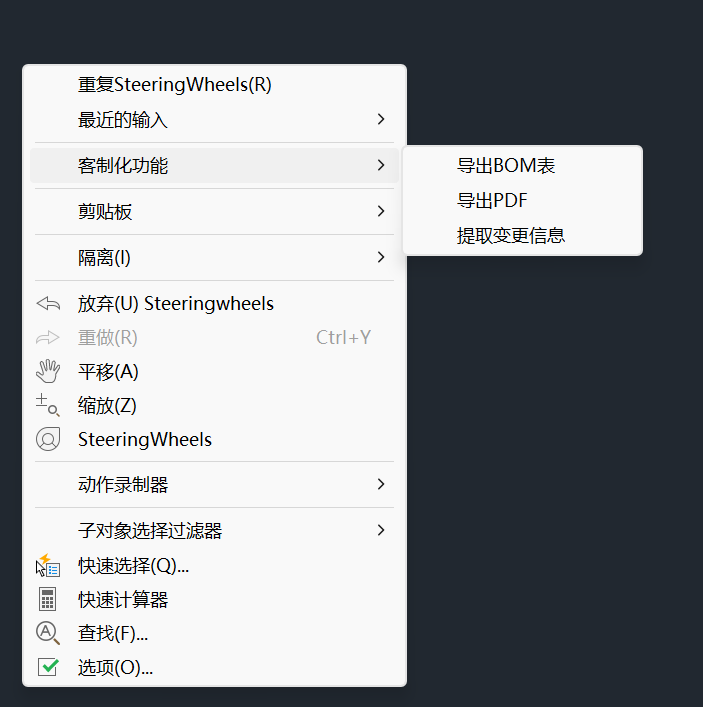 重复SteeringWheels(R)
最近的输入
客制化功能
导出BOM表
导出PDF
提取变更信息
剪贴板
隔离(I)
放弃(U) Steeringwheels
重做(R) Ctrl+Y
平移(A)
缩放(Z)
SteeringWheels
动作录制器
子对象选择过滤器
快速选择(Q)...
快速计算器
查找(F)...
选项(O)...